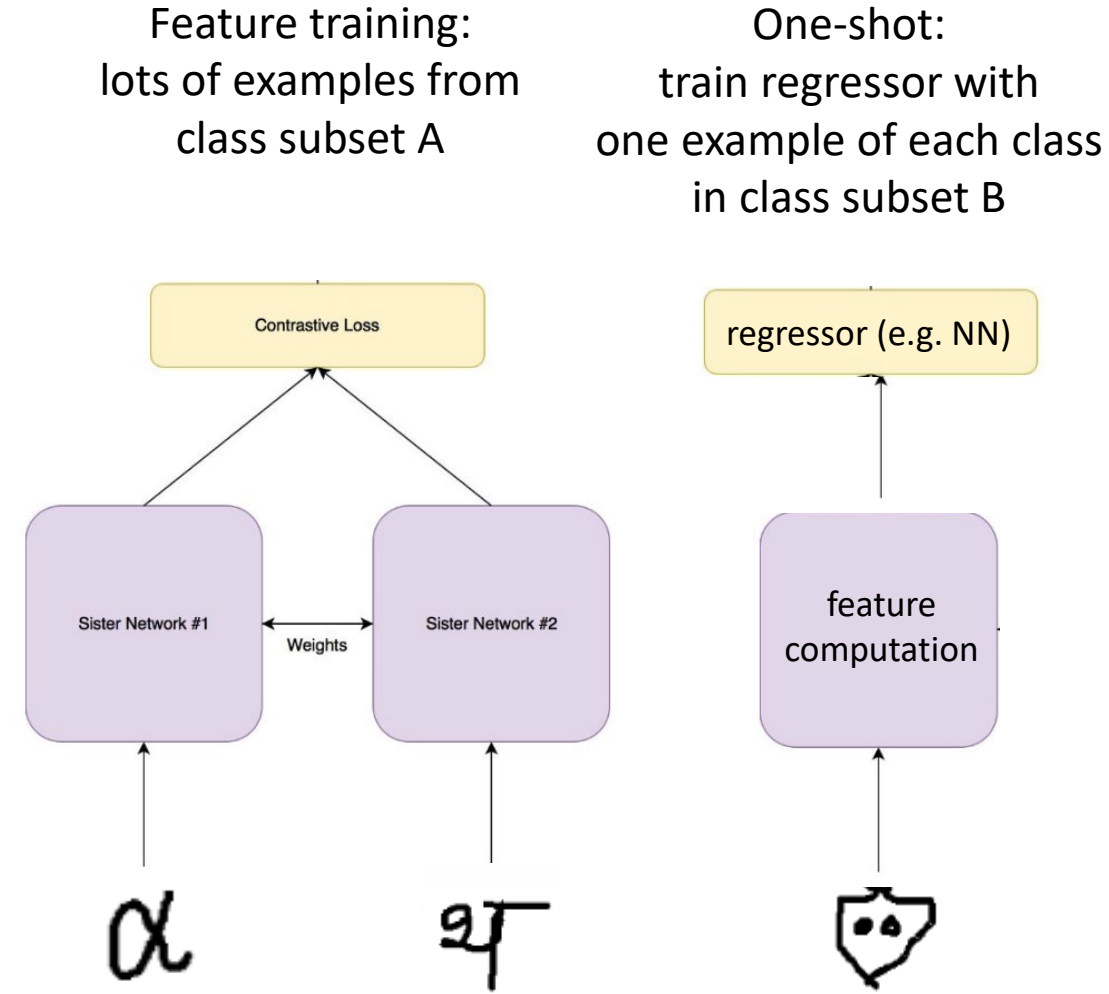 Feature training:
lots of examples from
class subset A
One-shot:
train regressor with
one example of each class
in class subset B
Contrastive Loss
regressor (e.g. NN)
Sister Network #1
Weights
Sister Network #2
feature
computation
α